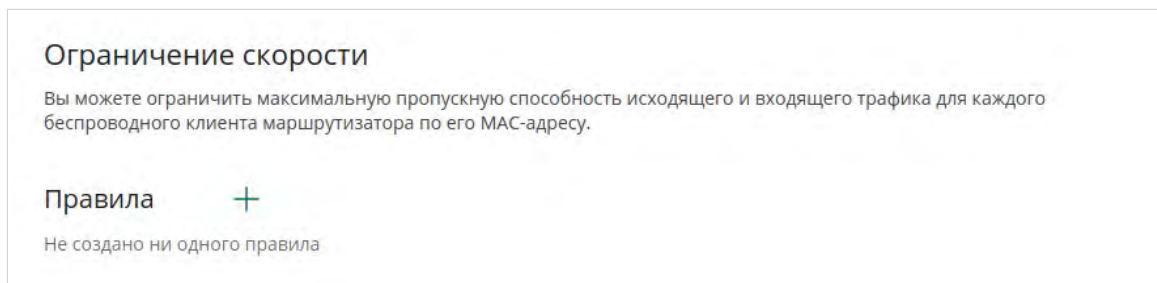 Ограничение скорости
Вы можете ограничить максимальную пропускную способность исходящего и входящего трафика для каждого
беспроводного клиента маршрутизатора по его MAC-адресу.
Правила
Не создано ни одного правила